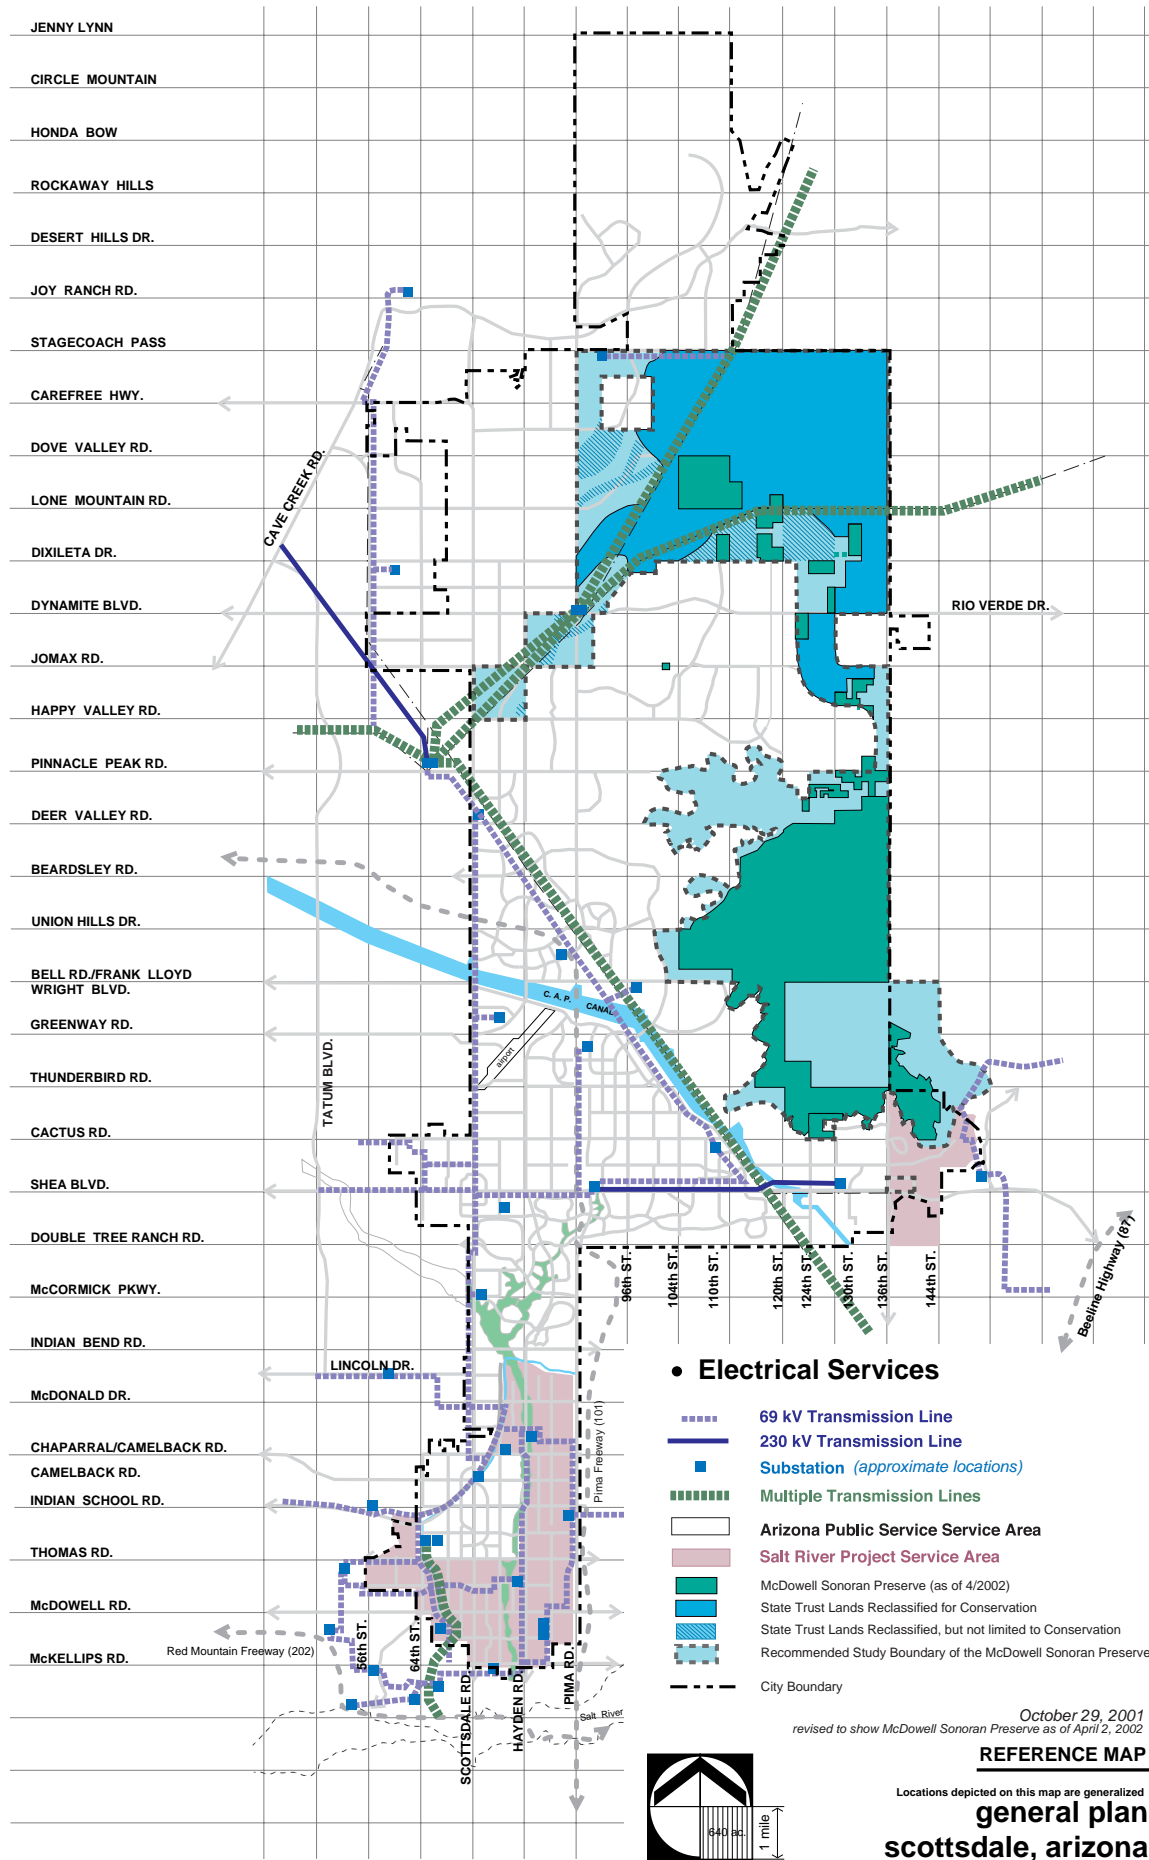 JENNY LYNN
CIRCLE MOUNTAIN
HONDA BOW
ROCKAWAY HILLS
DESERT HILLS DR.
JOY RANCH RD.
STAGECOACH PASS
CAREFREE HWY.
DOVE VALLEY RD.
LONE MOUNTAIN RD.
DIXILETA DR.
DYNAMITE BLVD.
JOMAX RD.
HAPPY VALLEY RD.
PINNACLE PEAK RD.
DEER VALLEY RD.
BEARDSLEY RD.
UNION HILLS DR.
BELL RD./FRANK LLOYD
WRIGHT BLVD.
GREENWAY RD.
THUNDERBIRD RD.
CACTUS RD.
SHEA BLVD.
DOUBLE TREE RANCH RD.
McCORMICK PKWY.
INDIAN BEND RD.
McDONALD DR.
CHAPARRAL/CAMELBACK RD.
CAMELBACK RD.
INDIAN SCHOOL RD.
THOMAS RD.
McDOWELL RD.
McKELLIPS RD.
CAVE CREEK RD.
RIO VERDE DR.
TATUM BLVD.
C. A. P.
CANAL
airport
LINCOLN DR.
96th ST.
104th ST.
110th ST.
120th ST.
124th ST.
130th ST.
136th ST.
144th ST.
Beeline Highway (87)
Pima Freeway (101)
Red Mountain Freeway (202)
56th ST.
64th ST.
SCOTTSDALE RD.
HAYDEN RD.
PIMA RD.
Salt River
• Electrical Services
69 kV Transmission Line
230 kV Transmission Line
Substation (approximate locations)
Multiple Transmission Lines
Arizona Public Service Service Area
Salt River Project Service Area
McDowell Sonoran Preserve (as of 4/2002)
State Trust Lands Reclassified for Conservation
State Trust Lands Reclassified, but not limited to Conservation
Recommended Study Boundary of the McDowell Sonoran Preserve
City Boundary
October 29, 2001
revised to show McDowell Sonoran Preserve as of April 2, 2002
REFERENCE MAP
Locations depicted on this map are generalized
general plan
scottsdale, arizona
640 ac.
1 mile